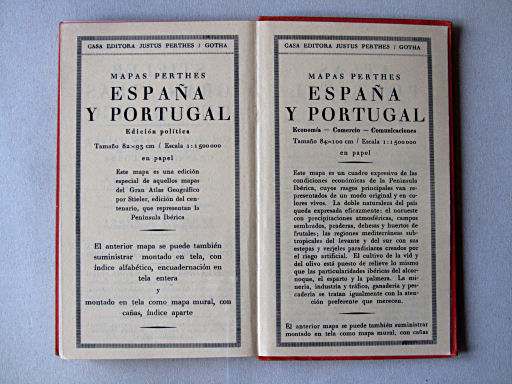 CASA EDITORA JUSTUS PERTHES / GOTHA
MAPAS PERTHES
ESPAÑA
Y PORTUGAL
Edición política
Tamaño 82×95 cm / Escala 1:1500000
en papel
Este mapa es una edición
especial de aquellos mapas
del Gran Atlas Geográfico
por Stieler, edición del cen-
tenario, que representan la
Península Ibérica
El anterior mapa se puede también
suministrar montado en tela, con
índice alfabético, encuadernación en
tela entera
y
montado en tela como mapa mural, con
cañas, índice aparte
CASA EDITORA JUSTUS PERTHES / GOTHA
MAPAS PERTHES
ESPAÑA
Y PORTUGAL
Economía — Comercio — Comunicaciones
Tamaño 84×100 cm / Escala 1:1500000
en papel
Este mapa es un cuadro expresivo de las
condiciones económicas de la Península
Ibérica, cuyos rasgos principales van re-
presentados de un modo original y en co-
lores vivos. La doble naturaleza del país
queda expresada eficazmente: el noroeste
con precipitaciones atmosféricas, campos
sembrados, praderas, dehesas y huertos de
frutales; las regiones mediterráneas sub-
tropicales del levante y del sur con sus
estepas y verjeles paradisíacos creados por
el riego artificial. El cultivo de la vid y
del olivo está puesto de relieve lo mismo
que las particularidades ibéricas del alcor-
noque, el esparto y la palmera. La mi-
nería, industria y tráfico, ganadería y pes-
cadería se tratan igualmente con la aten-
ción preferente que merecen.
El anterior mapa se puede también suministrar
montado en tela como mapa mural, con cañas